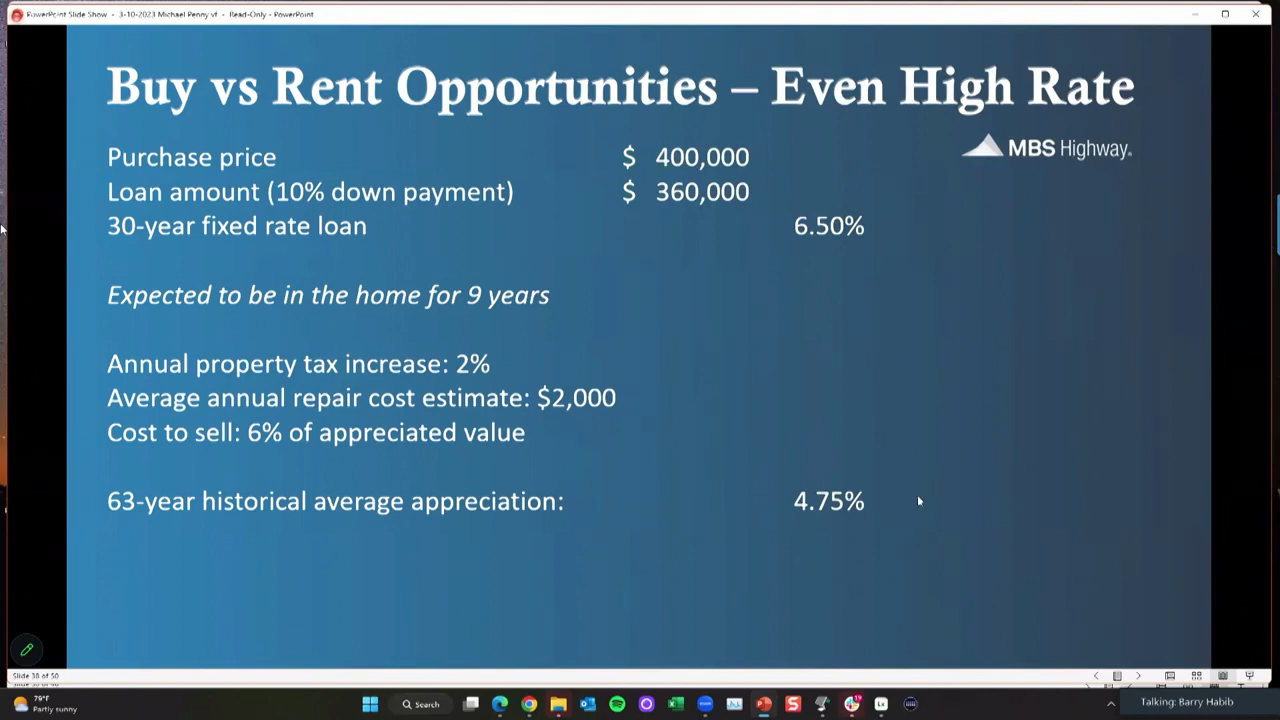 PowerPoint Slide Show - 3-10-2023 Michael Penny vf - Read-Only - PowerPoint
Buy vs Rent Opportunities – Even High Rate
MBS Highway.
Purchase price $ 400,000
Loan amount (10% down payment) $ 360,000
30-year fixed rate loan 6.50%
Expected to be in the home for 9 years
Annual property tax increase: 2%
Average annual repair cost estimate: $2,000
Cost to sell: 6% of appreciated value
63-year historical average appreciation: 4.75%
Slide 38 of 50
79°F
Partly sunny
Search
19
Talking: Barry Habib